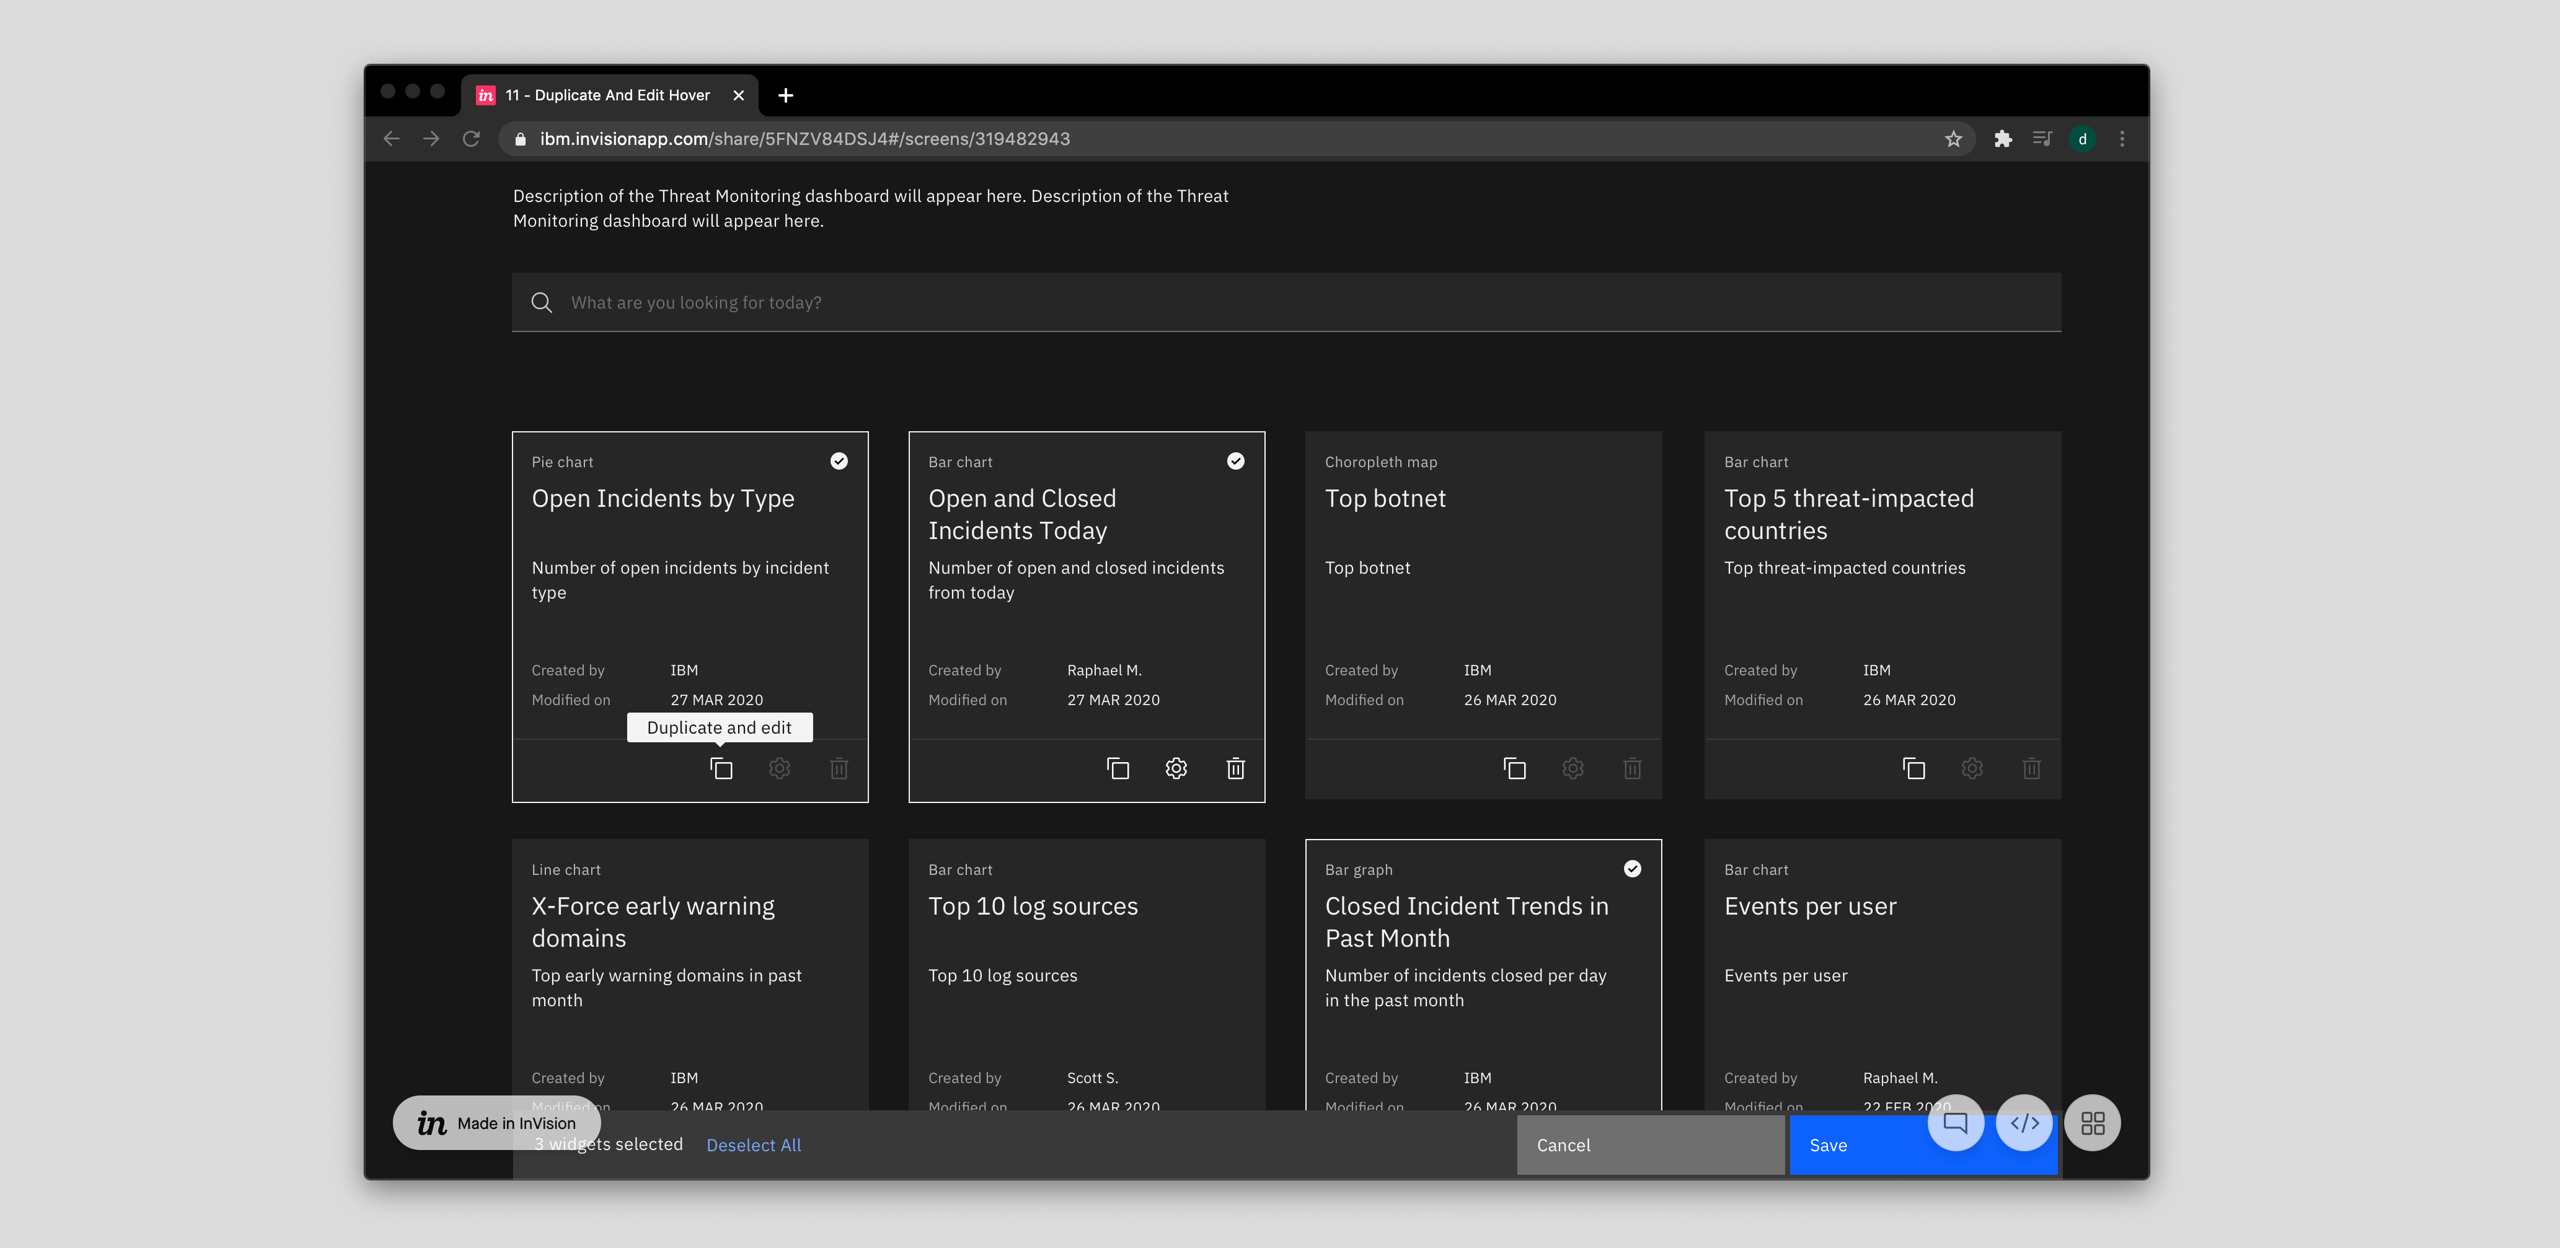 in 11 - Duplicate And Edit Hover
ibm.invisionapp.com/share/5FNZV84DSJ4#/screens/319482943
d
Description of the Threat Monitoring dashboard will appear here. Description of the Threat
Monitoring dashboard will appear here.
What are you looking for today?
Pie chart
Open Incidents by Type
Number of open incidents by incident
type
Created by IBM
Modified on 27 MAR 2020
Duplicate and edit
Bar chart
Open and Closed
Incidents Today
Number of open and closed incidents
from today
Created by Raphael M.
Modified on 27 MAR 2020
Choropleth map
Top botnet
Top botnet
Created by IBM
Modified on 26 MAR 2020
Bar chart
Top 5 threat-impacted
countries
Top threat-impacted countries
Created by IBM
Modified on 26 MAR 2020
Line chart
X-Force early warning
domains
Top early warning domains in past
month
Created by IBM
Modified on 26 MAR 2020
Bar chart
Top 10 log sources
Top 10 log sources
Created by Scott S.
Modified on 26 MAR 2020
Bar graph
Closed Incident Trends in
Past Month
Number of incidents closed per day
in the past month
Created by IBM
Modified on 26 MAR 2020
Bar chart
Events per user
Events per user
Created by Raphael M.
Modified on 22 FEB 2020
in Made in InVision
3 widgets selected Deselect All
Cancel
Save